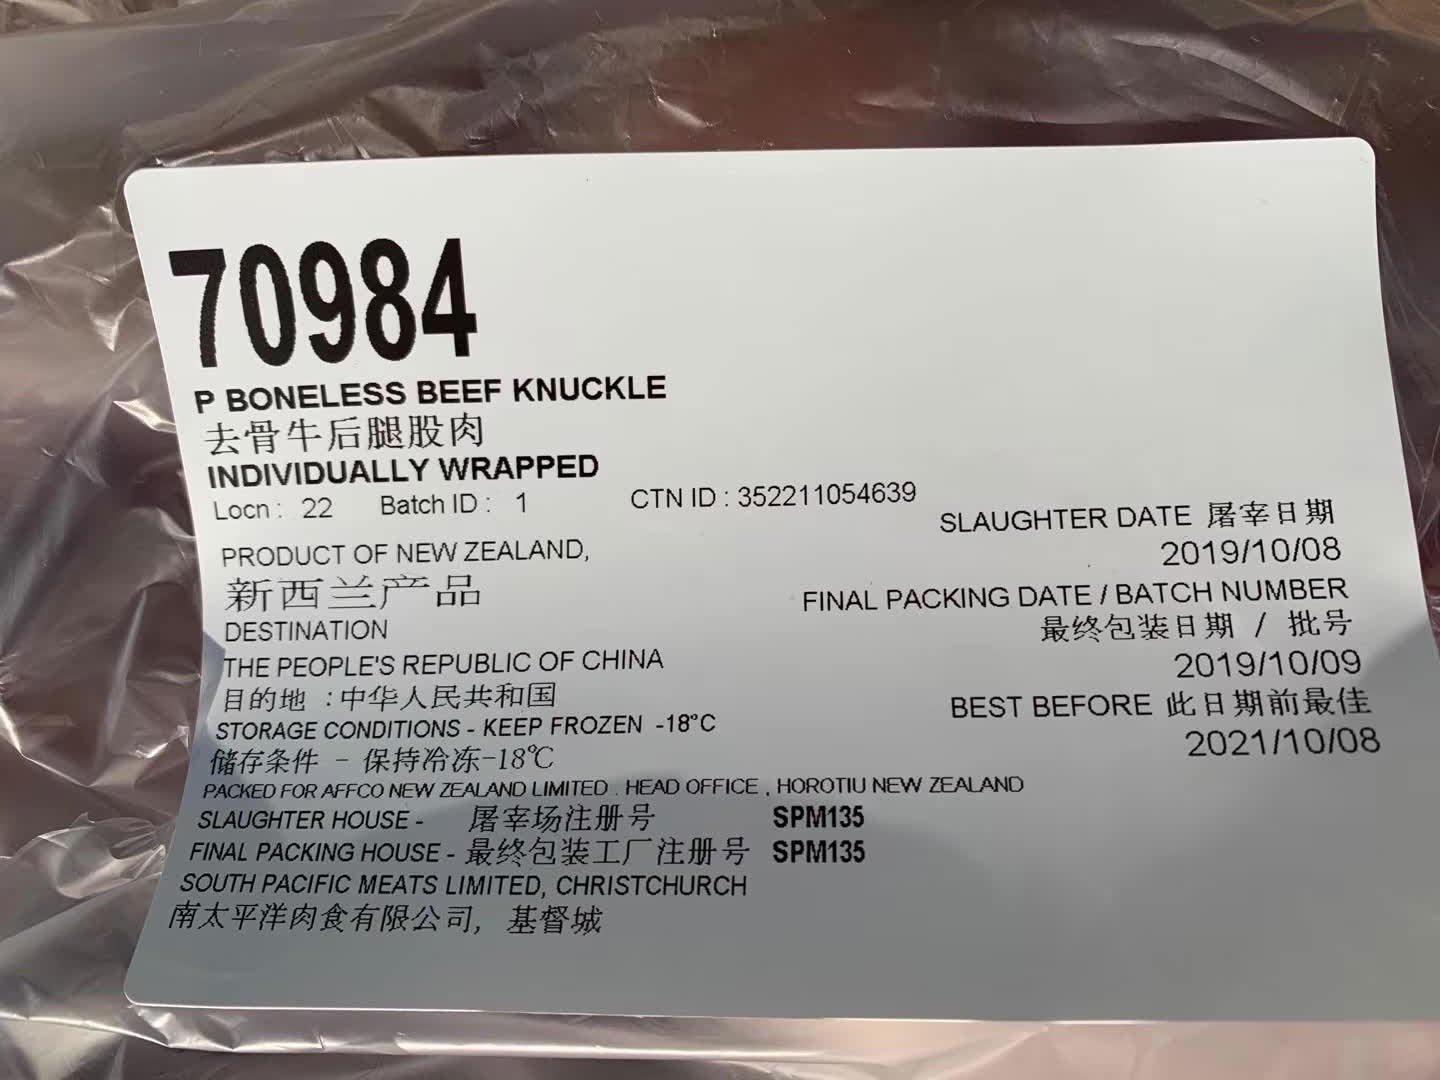 70984
P BONELESS BEEF KNUCKLE
去骨牛后腿股肉
INDIVIDUALLY WRAPPED
Locn : 22 Batch ID : 1 CTN ID : 352211054639
SLAUGHTER DATE 屠宰日期
2019/10/08
PRODUCT OF NEW ZEALAND,
新西兰产品
FINAL PACKING DATE / BATCH NUMBER
最终包装日期 / 批号
2019/10/09
DESTINATION
THE PEOPLE'S REPUBLIC OF CHINA
目的地 :中华人民共和国
BEST BEFORE 此日期前最佳
2021/10/08
STORAGE CONDITIONS - KEEP FROZEN -18°C
储存条件 - 保持冷冻-18℃
PACKED FOR AFFCO NEW ZEALAND LIMITED . HEAD OFFICE , HOROTIU NEW ZEALAND
SLAUGHTER HOUSE - 屠宰场注册号 SPM135
FINAL PACKING HOUSE - 最终包装工厂注册号 SPM135
SOUTH PACIFIC MEATS LIMITED, CHRISTCHURCH
南太平洋肉食有限公司, 基督城